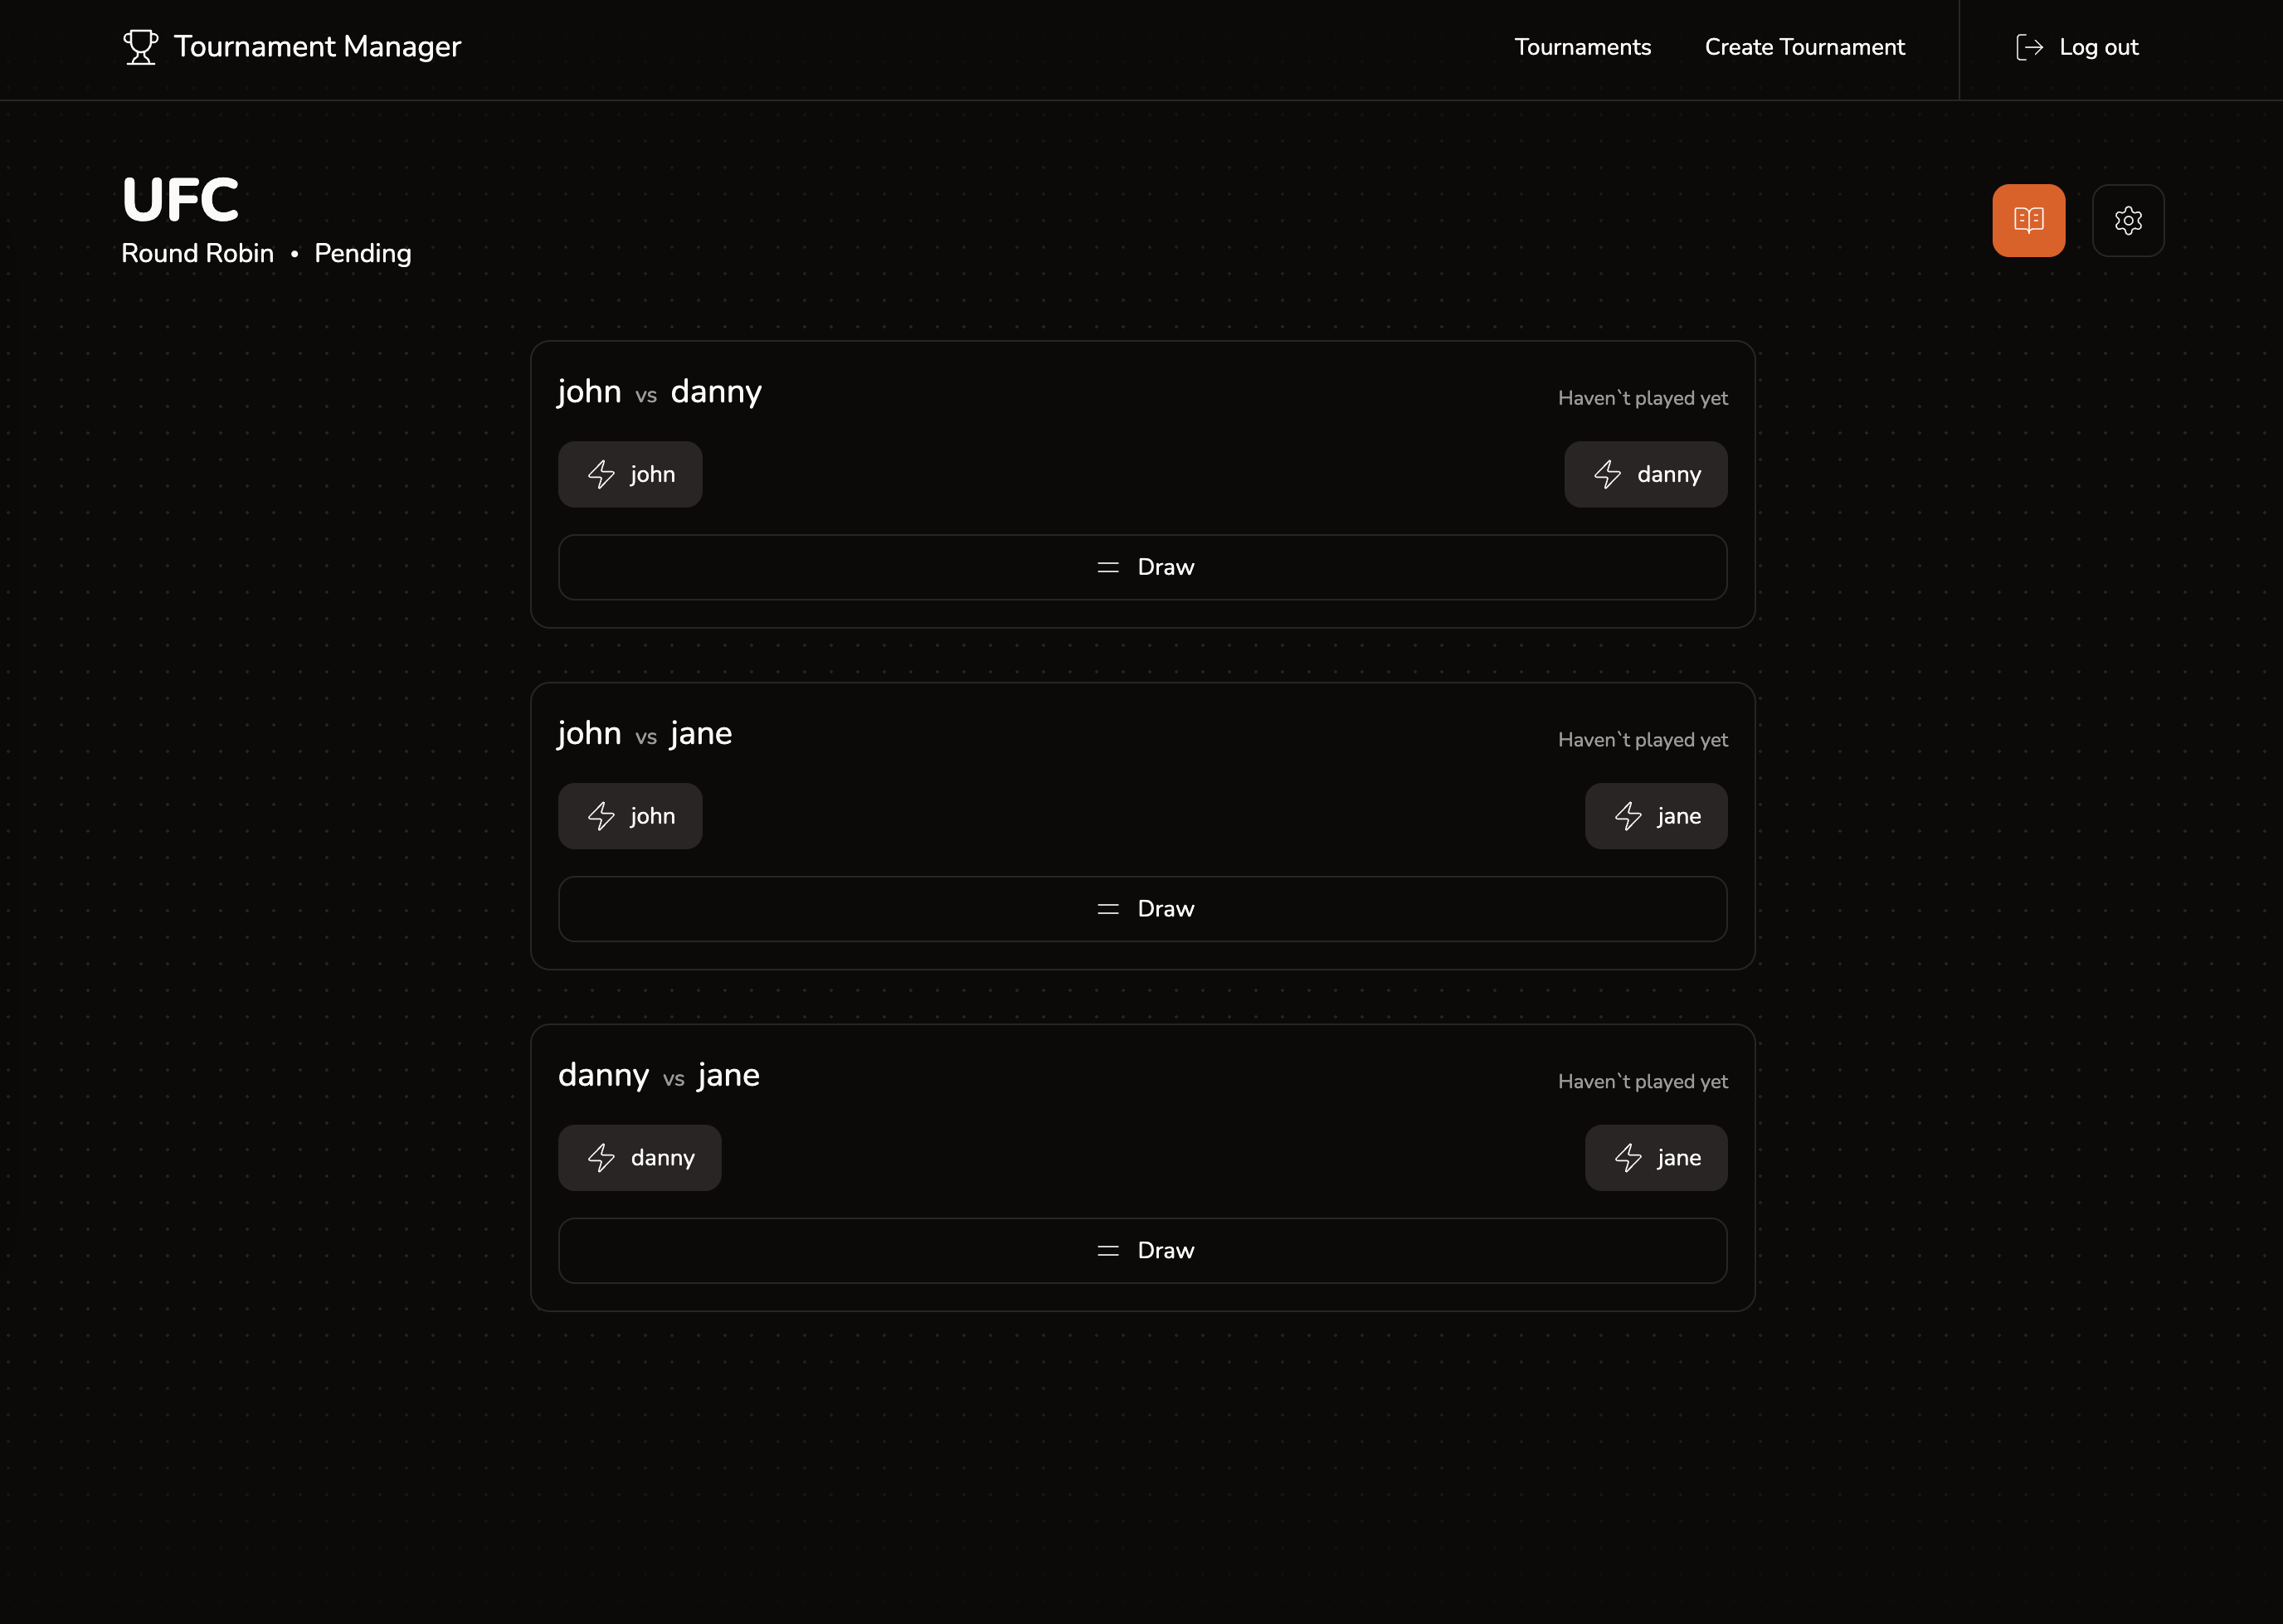 Tournament Manager Tournaments Create Tournament Log out
UFC
Round Robin • Pending
john vs danny Haven`t played yet
john danny
Draw
john vs jane Haven`t played yet
john jane
Draw
danny vs jane Haven`t played yet
danny jane
Draw